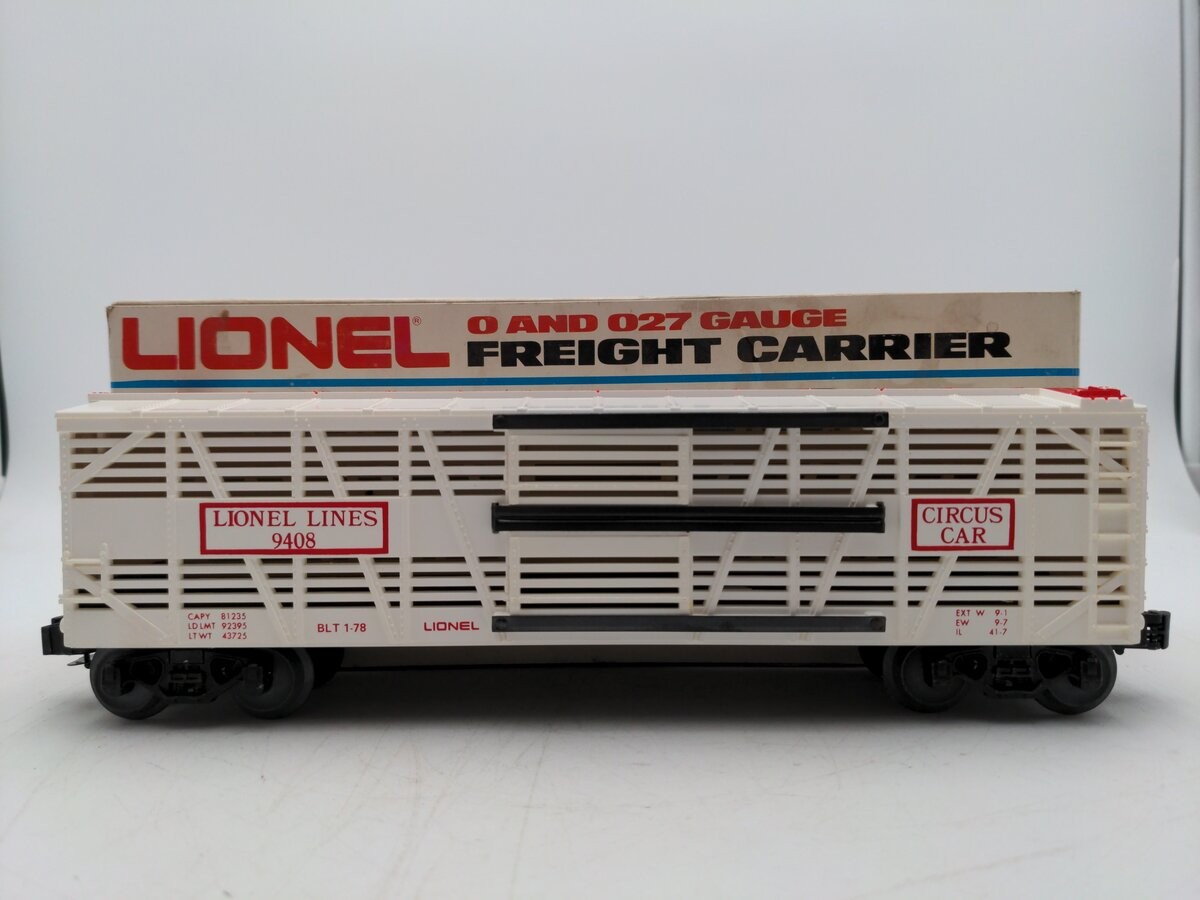 LIONEL®
O AND O27 GAUGE
FREIGHT CARRIER
LIONEL LINES
9408
CIRCUS
CAR
CAPY 81235
LD LMT 92395
LT WT 43725
BLT 1-78
LIONEL
EXT-W 9-1
EW 9-7
IL 41-7